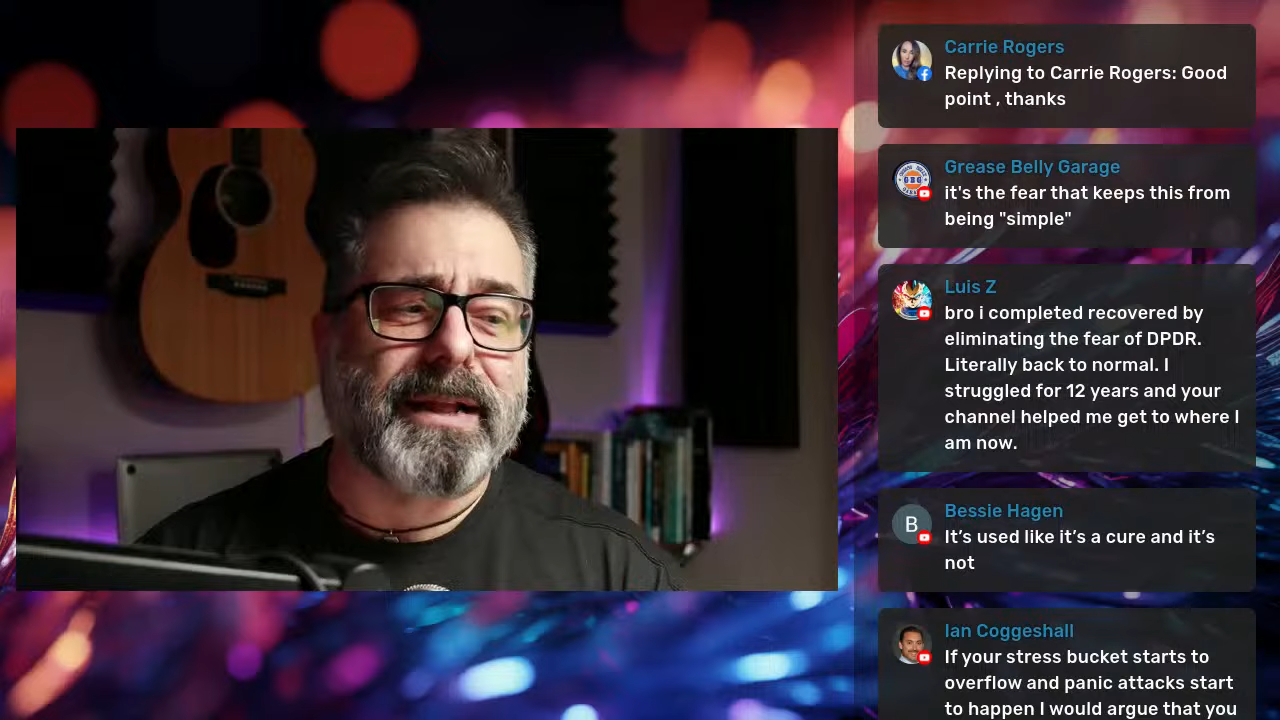 Carrie Rogers
Replying to Carrie Rogers: Good
point , thanks
Grease Belly Garage
it's the fear that keeps this from
being "simple"
Luis Z
bro i completed recovered by
eliminating the fear of DPDR.
Literally back to normal. I
struggled for 12 years and your
channel helped me get to where I
am now.
B
Bessie Hagen
It’s used like it’s a cure and it’s
not
Ian Coggeshall
If your stress bucket starts to
overflow and panic attacks start
to happen I would argue that you